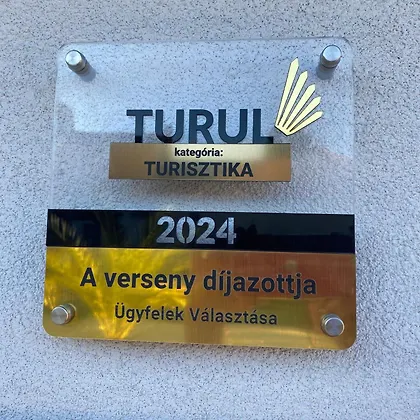 TURUL
kategória:
TURISZTIKA
2024
A verseny díjazottja
Ügyfelek Választása